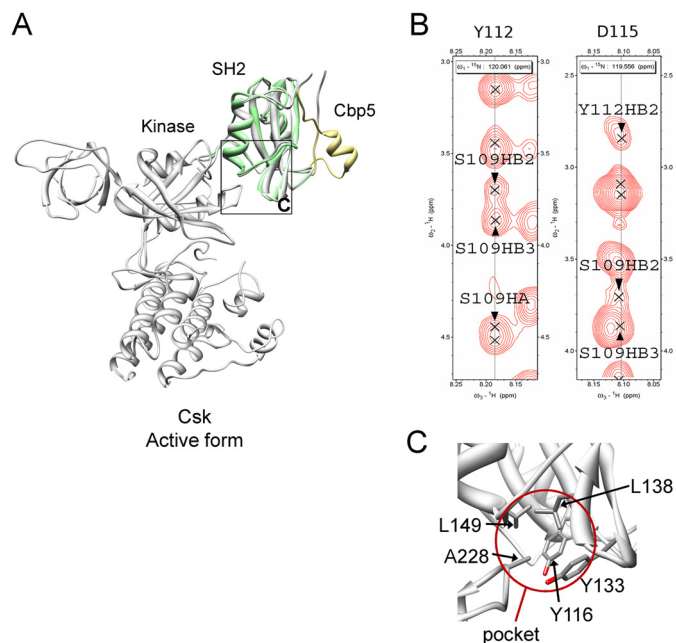 A
SH2
Cbp5
Kinase
C
Csk
Active form
B
Y112
D115
8.25 8.20 8.15
8.15 8.10 8.05
3.0
ω₁ - ¹⁵N : 120.061 (ppm)
3.0
2.5
ω₁ - ¹⁵N : 119.556 (ppm)
2.5
Y112HB2
S109HB2
3.5
3.5
3.0
3.0
ω₂ - ¹H (ppm)
ω₂ - ¹H (ppm)
S109HB3
4.0
4.0
S109HB2
3.5
3.5
S109HA
S109HB3
4.5
4.5
4.0
4.0
8.25 8.20 8.15
8.15 8.10 8.05
ω₃ - ¹H (ppm)
ω₃ - ¹H (ppm)
C
L138
L149
A228
Y133
Y116
pocket